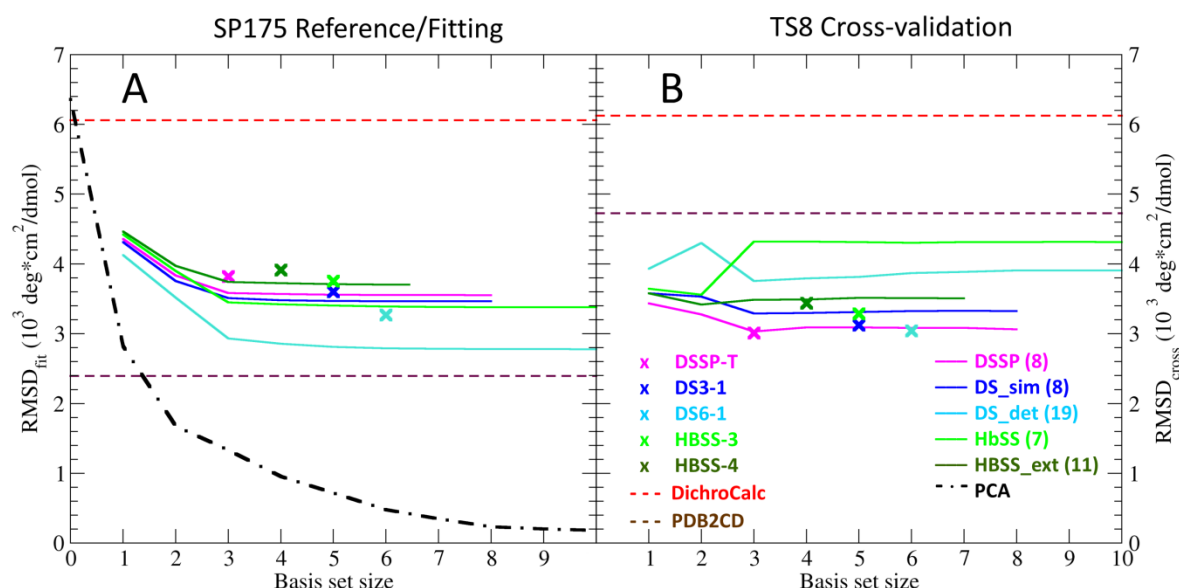 SP175 Reference/Fitting
TS8 Cross-validation
A
B
7
6
5
4
3
2
1
0
RMSD_fit (10^3 deg*cm^2/dmol)
0 1 2 3 4 5 6 7 8 9
Basis set size
1 2 3 4 5 6 7 8 9 10
Basis set size
7
6
5
4
3
2
1
0
RMSD_cross (10^3 deg*cm^2/dmol)
x DSSP-T
x DS3-1
x DS6-1
x HBSS-3
x HBSS-4
DichroCalc
PDB2CD
DSSP (8)
DS_sim (8)
DS_det (19)
HbSS (7)
HBSS_ext (11)
PCA